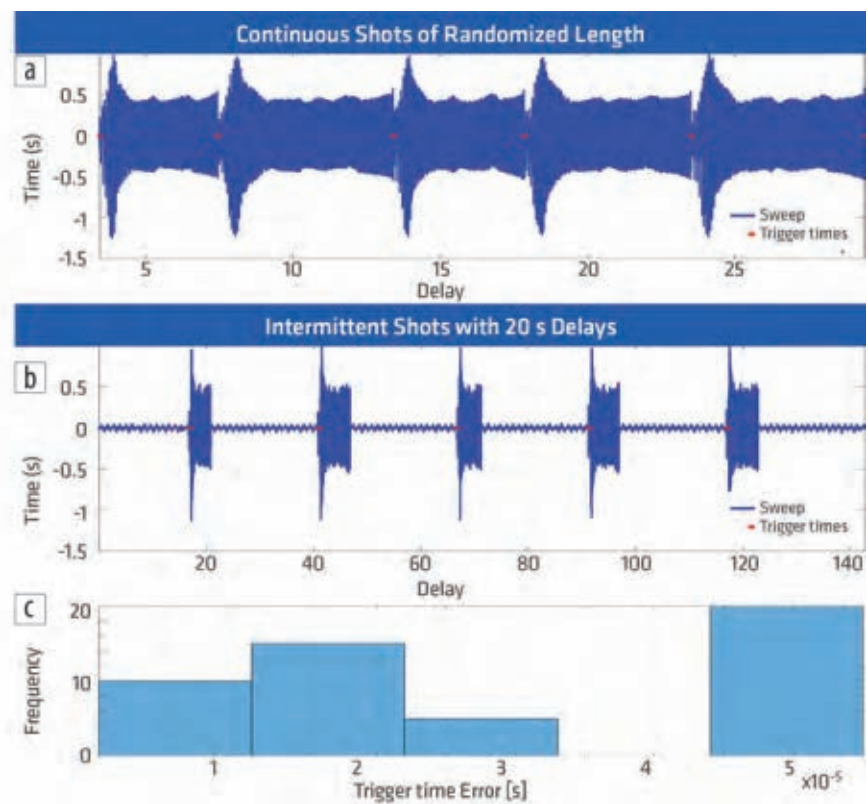 Continuous Shots of Randomized Length
a
0.5
0
-0.5
-1
-1.5
Time (s)
Sweep
Trigger times
5 10 15 20 25
Delay
Intermittent Shots with 20 s Delays
b
0.5
0
-0.5
-1
-1.5
Time (s)
Sweep
Trigger times
20 40 60 80 100 120 140
Delay
c
20
10
0
Frequency
1 2 3 4 5
x10⁻⁵
Trigger time Error [s]